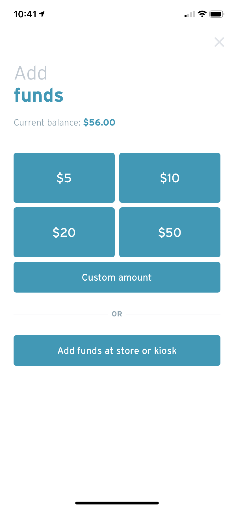 10:41
Add
funds
Current balance: $56.00
$5 $10
$20 $50
Custom amount
OR
Add funds at store or kiosk